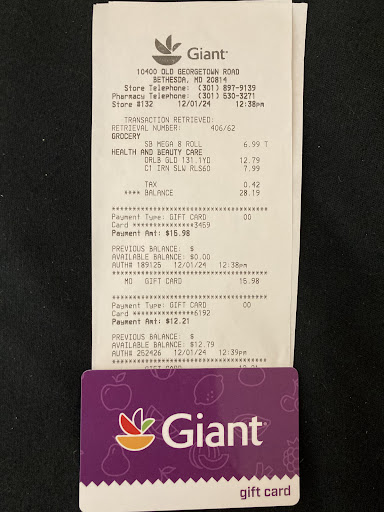 Giant
10400 OLD GEORGETOWN ROAD
BETHESDA, MD 20814
Store Telephone: (301) 897-9139
Pharmacy Telephone: (301) 530-3271
Store #132 12/01/24 12:38pm
TRANSACTION RETRIEVED:
RETRIEVAL NUMBER: 406/62
GROCERY
SB MEGA 8 ROLL 6.99 T
HEALTH AND BEAUTY CARE
ORLB GLD 131.1YD 12.79
C1 IRN SLW RLS60 7.99
TAX 0.42
**** BALANCE 28.19
****************************************
Payment Type: GIFT CARD 00
Card ***************3459
Payment Amt: $15.98
PREVIOUS BALANCE: $
AVAILABLE BALANCE: $0.00
AUTH# 189125 12/01/24 12:38pm
****************************************
MD GIFT CARD 15.98
****************************************
Payment Type: GIFT CARD 00
Card ***************6192
Payment Amt: $12.21
PREVIOUS BALANCE: $
AVAILABLE BALANCE: $12.79
AUTH# 252426 12/01/24 12:39pm
****************************************
GIFT CARD 12.21
Giant
gift card